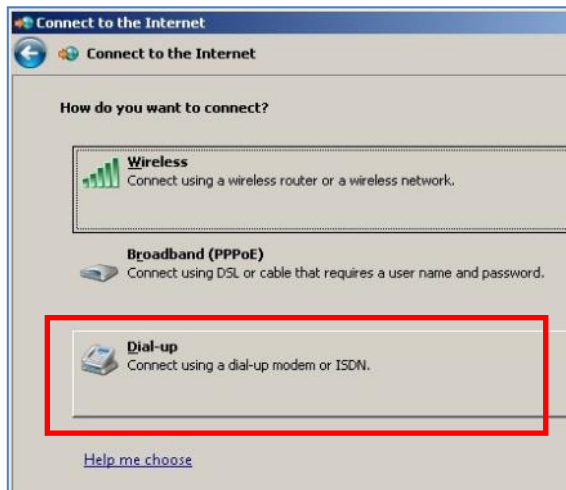 Connect to the Internet
Connect to the Internet
How do you want to connect?
Wireless
Connect using a wireless router or a wireless network.
Broadband (PPPoE)
Connect using DSL or cable that requires a user name and password.
Dial-up
Connect using a dial-up modem or ISDN.
Help me choose